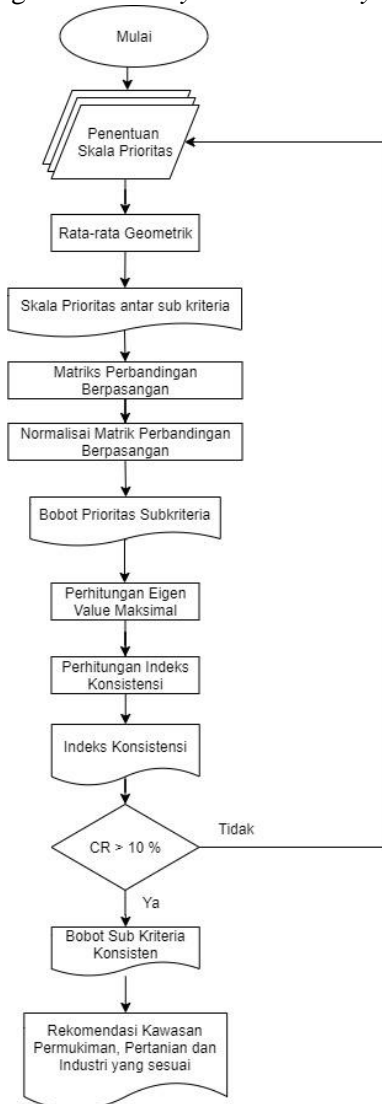 Mulai
Penentuan
Skala Prioritas
Rata-rata Geometrik
Skala Prioritas antar sub kriteria
Matriks Perbandingan
Berpasangan
Normalisai Matrik Perbandingan
Berpasangan
Bobot Prioritas Subkriteria
Perhitungan Eigen
Value Maksimal
Perhitungan Indeks
Konsistensi
Indeks Konsistensi
CR > 10 %
Tidak
Ya
Bobot Sub Kriteria
Konsisten
Rekomendasi Kawasan
Permukiman, Pertanian dan
Industri yang sesuai